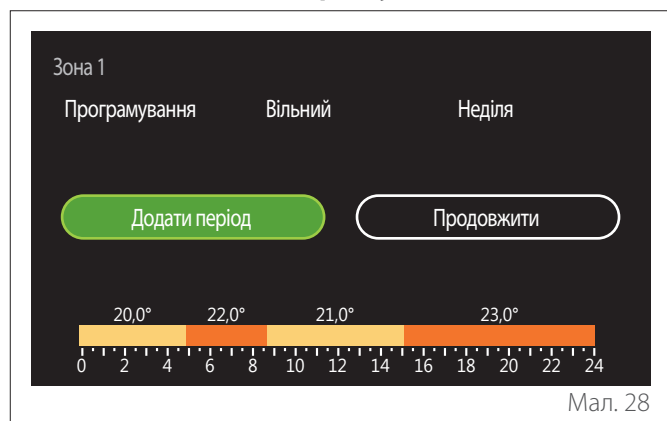 Зона 1
Програмування Вільний Неділя
Додати період Продовжити
20,0° 22,0° 21,0° 23,0°
0 2 4 6 8 10 12 14 16 18 20 22 24
Мал. 28